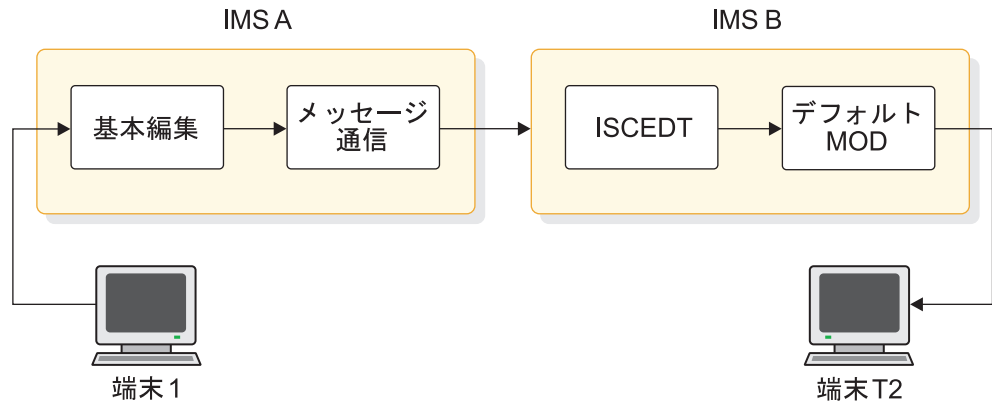 IMS A
IMS B
基本編集
メッセージ
通信
ISCEDT
デフォルト
MOD
端末1
端末T2